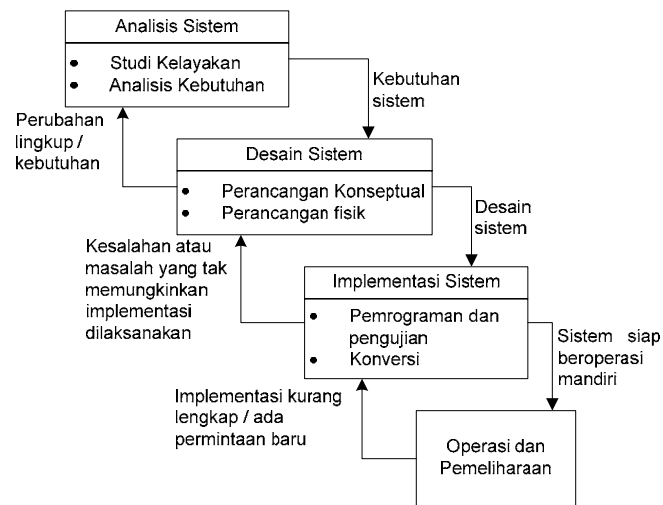 Analisis Sistem
• Studi Kelayakan
• Analisis Kebutuhan
Kebutuhan
sistem
Perubahan
lingkup /
kebutuhan
Desain Sistem
• Perancangan Konseptual
• Perancangan fisik
Desain
sistem
Kesalahan atau
masalah yang tak
memungkinkan
implementasi
dilaksanakan
Implementasi Sistem
• Pemrograman dan
pengujian
• Konversi
Sistem siap
beroperasi
mandiri
Implementasi kurang
lengkap / ada
permintaan baru
Operasi dan
Pemeliharaan